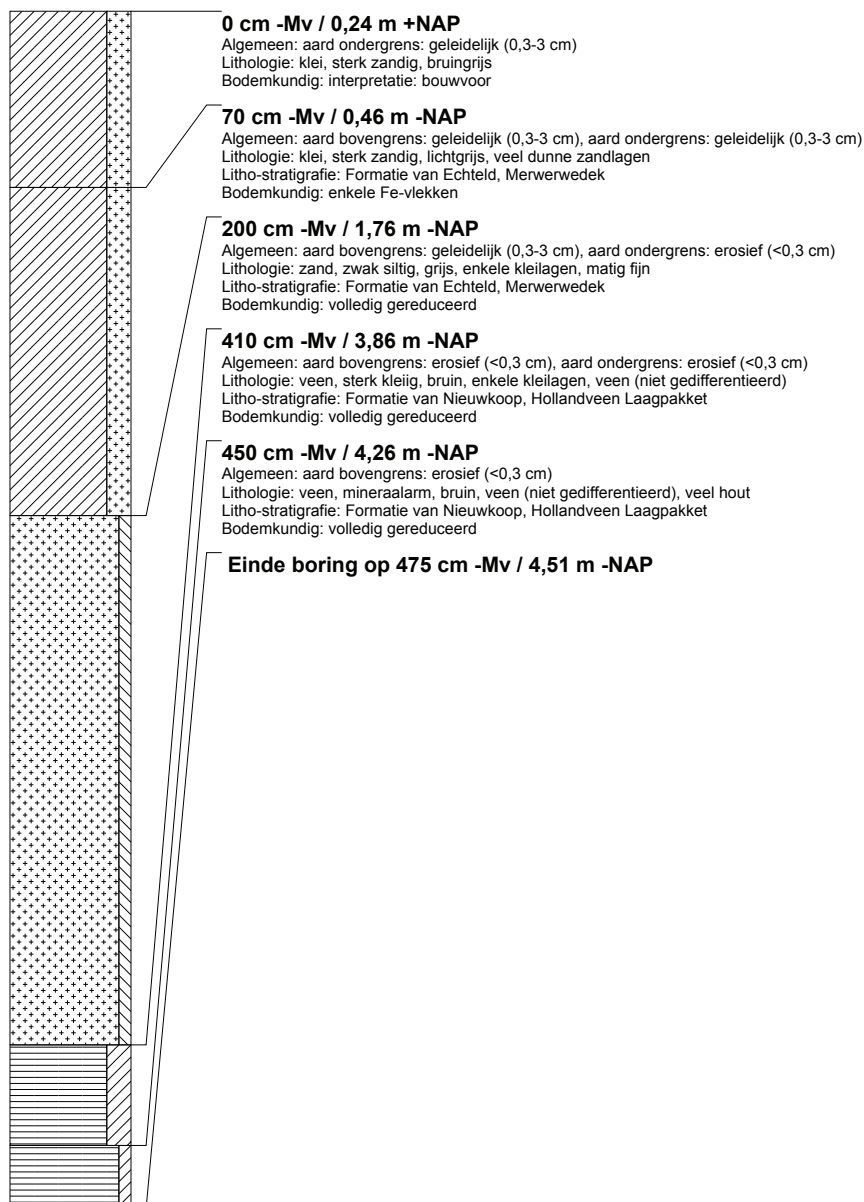 0 cm -Mv / 0,24 m +NAP
Algemeen: aard ondergrens: geleidelijk (0,3-3 cm)
Lithologie: klei, sterk zandig, bruingrijs
Bodemkundig: interpretatie: bouwvoor
70 cm -Mv / 0,46 m -NAP
Algemeen: aard bovengrens: geleidelijk (0,3-3 cm), aard ondergrens: geleidelijk (0,3-3 cm)
Lithologie: klei, sterk zandig, lichtgrijs, veel dunne zandlagen
Litho-stratigrafie: Formatie van Echteld, Merwerwedek
Bodemkundig: enkele Fe-vlekken
200 cm -Mv / 1,76 m -NAP
Algemeen: aard bovengrens: geleidelijk (0,3-3 cm), aard ondergrens: erosief (<0,3 cm)
Lithologie: zand, zwak siltig, grijs, enkele kleilagen, matig fijn
Litho-stratigrafie: Formatie van Echteld, Merwerwedek
Bodemkundig: volledig gereduceerd
410 cm -Mv / 3,86 m -NAP
Algemeen: aard bovengrens: erosief (<0,3 cm), aard ondergrens: erosief (<0,3 cm)
Lithologie: veen, sterk kleiig, bruin, enkele kleilagen, veen (niet gedifferentieerd)
Litho-stratigrafie: Formatie van Nieuwkoop, Hollandveen Laagpakket
Bodemkundig: volledig gereduceerd
450 cm -Mv / 4,26 m -NAP
Algemeen: aard bovengrens: erosief (<0,3 cm)
Lithologie: veen, mineraalarm, bruin, veen (niet gedifferentieerd), veel hout
Litho-stratigrafie: Formatie van Nieuwkoop, Hollandveen Laagpakket
Bodemkundig: volledig gereduceerd
Einde boring op 475 cm -Mv / 4,51 m -NAP